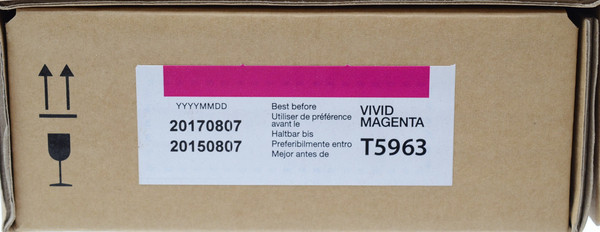 YYYYMMDD
20170807
20150807
Best before
Utiliser de préférence
avant le
Haltbar bis
Preferibilmente entro
Mejor antes de
VIVID
MAGENTA
T5963